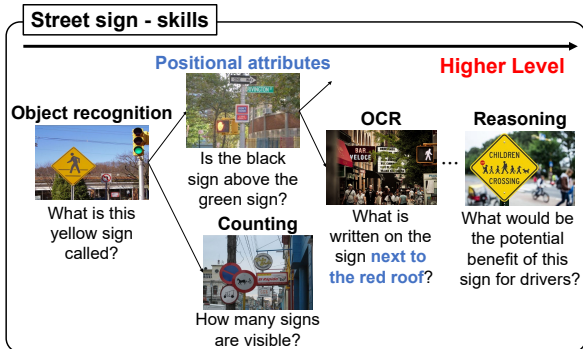 Street sign - skills
Positional attributes
Higher Level
Object recognition
OCR
Reasoning
BAR
VELOCE
CHILDREN
CROSSING
...
What is this
yellow sign
called?
Is the black
sign above the
green sign?
Counting
How many signs
are visible?
What is
written on the
sign next to
the red roof?
What would be
the potential
benefit of this
sign for drivers?